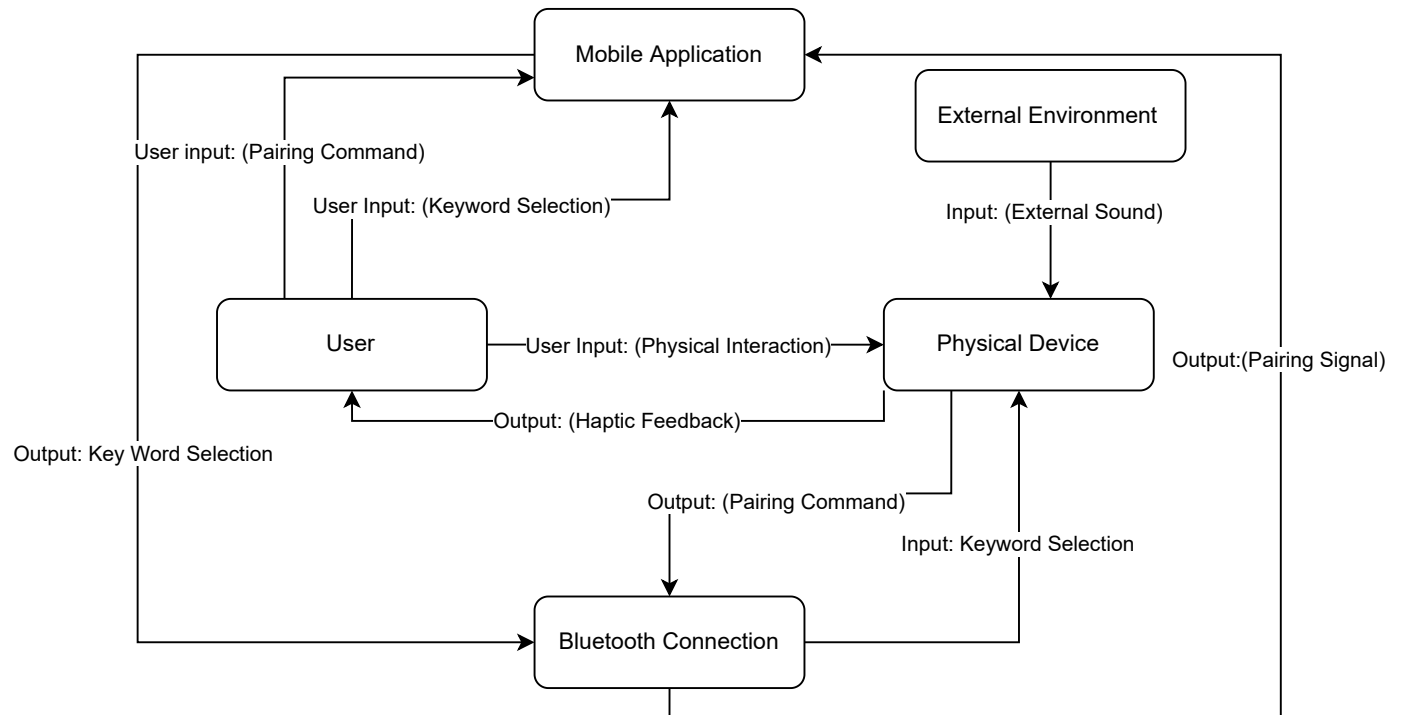 Mobile Application
External Environment
User input: (Pairing Command)
User Input: (Keyword Selection)
Input: (External Sound)
User
User Input: (Physical Interaction)
Physical Device
Output:(Pairing Signal)
Output: (Haptic Feedback)
Output: Key Word Selection
Output: (Pairing Command)
Input: Keyword Selection
Bluetooth Connection